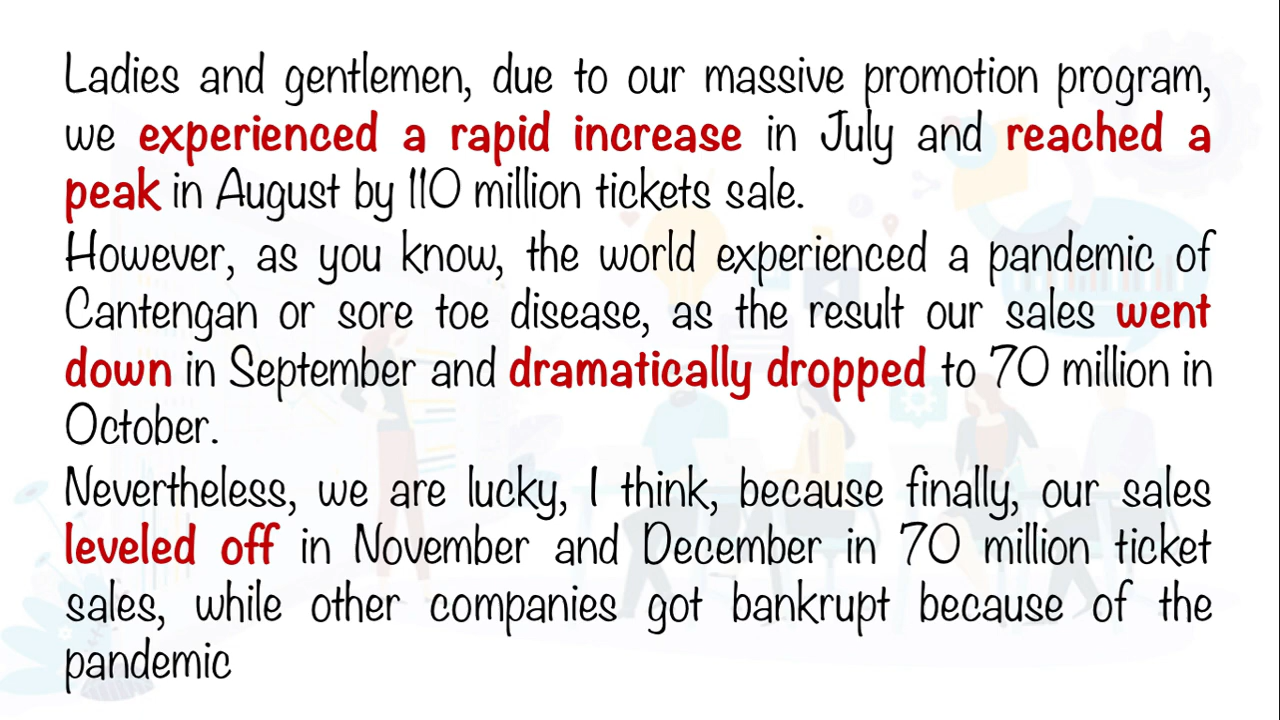 Ladies and gentlemen, due to our massive promotion program,
we experienced a rapid increase in July and reached a
peak in August by 110 million tickets sale.
However, as you know, the world experienced a pandemic of
Cantengan or sore toe disease, as the result our sales went
down in September and dramatically dropped to 70 million in
October.
Nevertheless, we are lucky, I think, because finally, our sales
leveled off in November and December in 70 million ticket
sales, while other companies got bankrupt because of the
pandemic